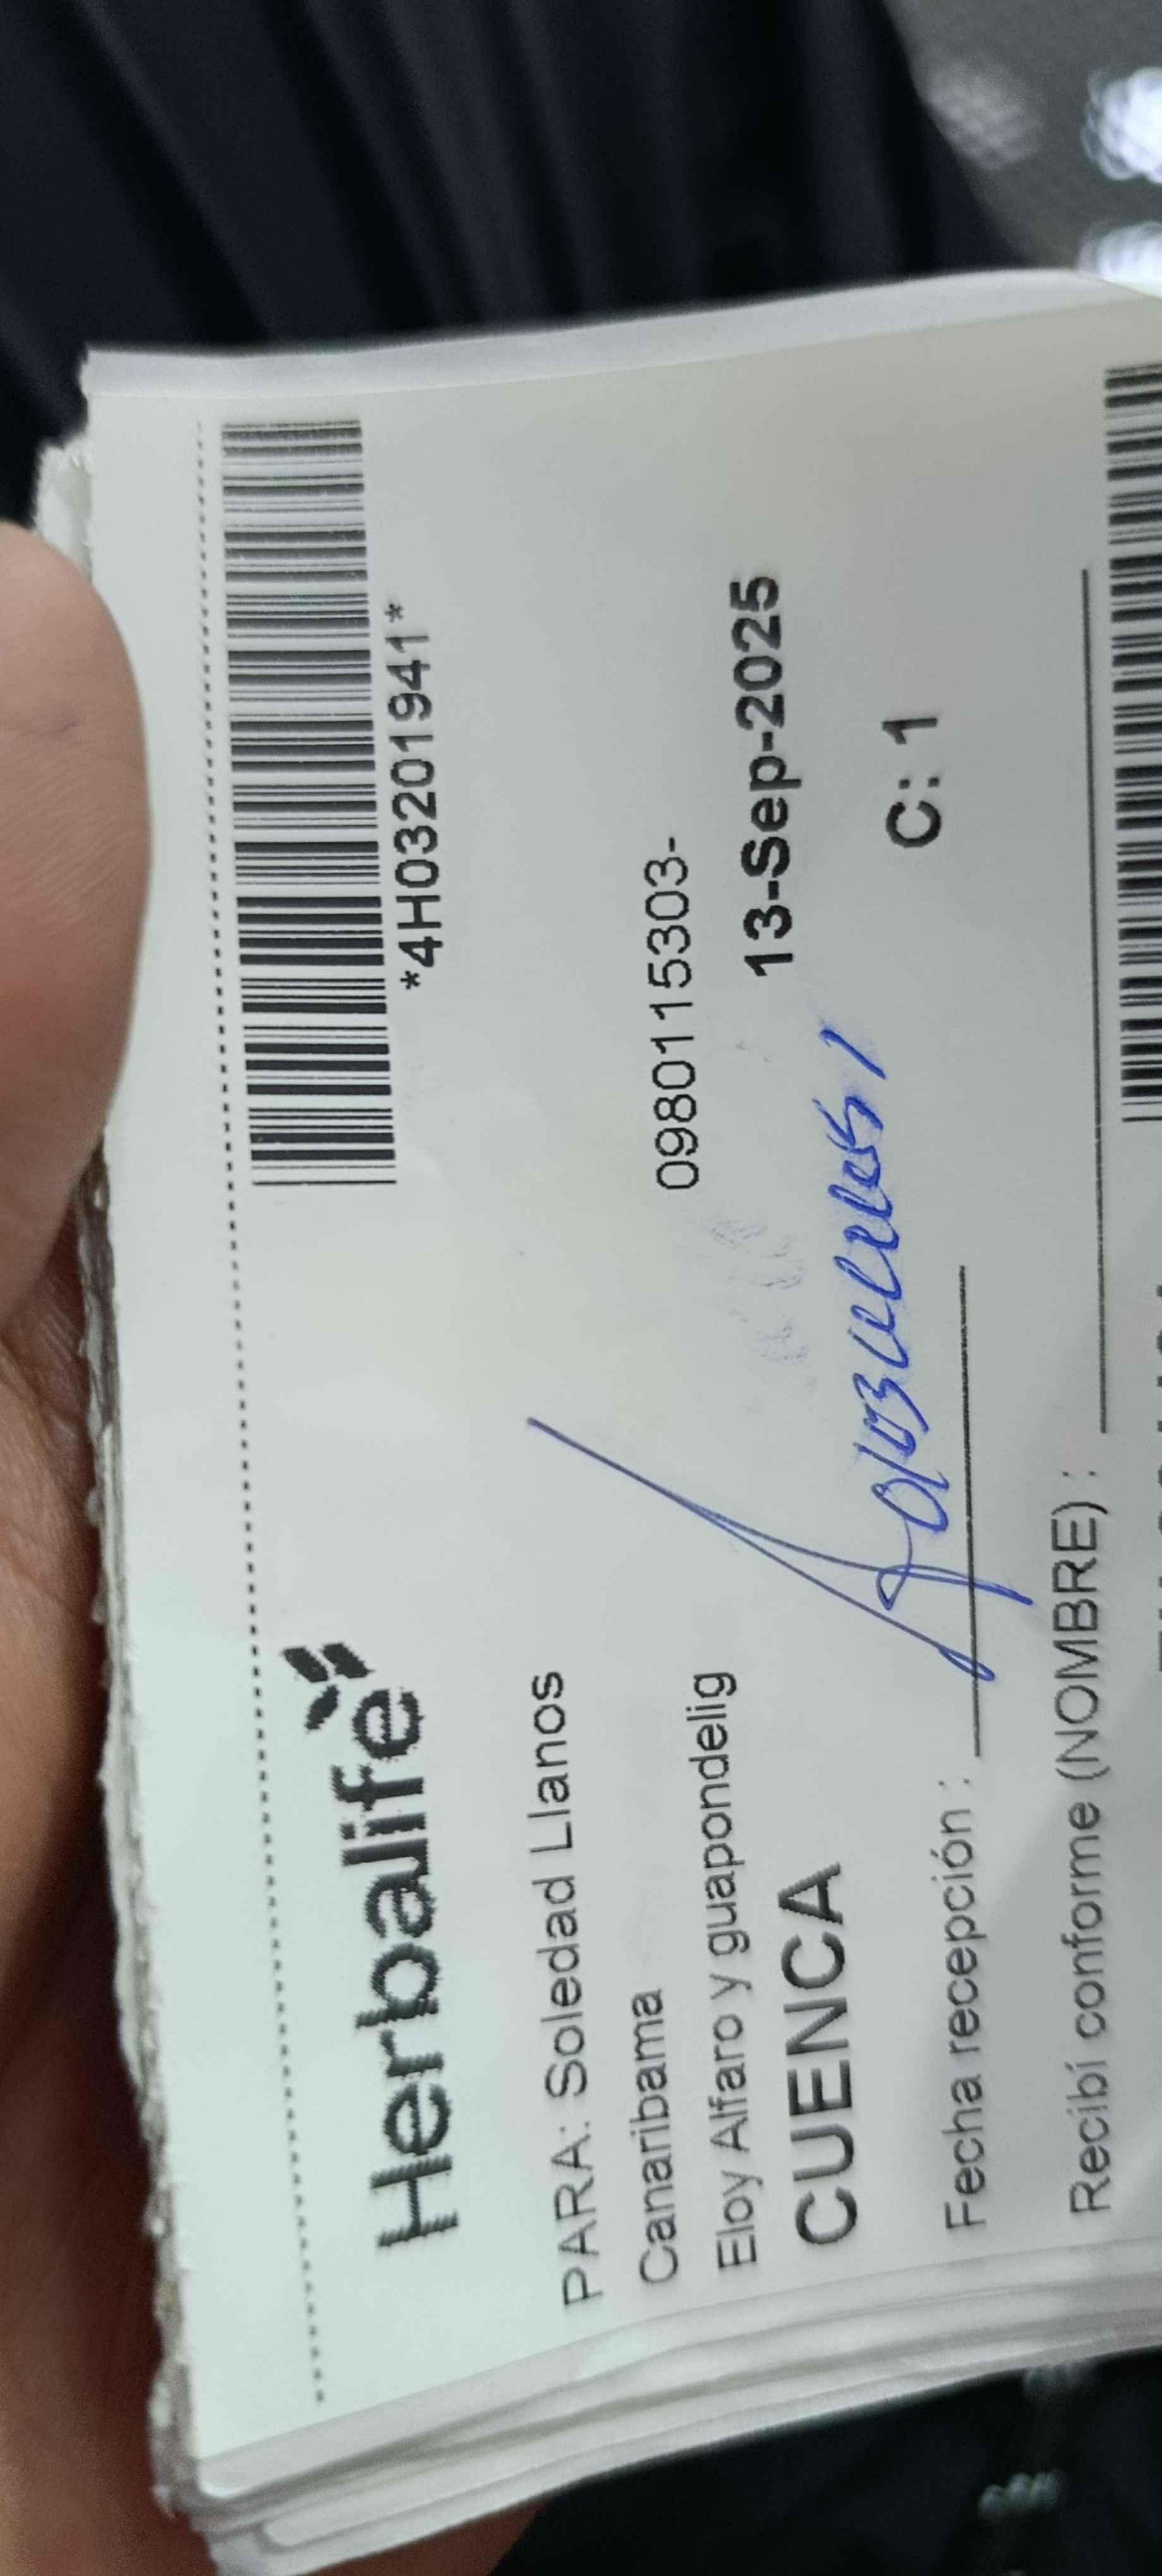 Herbalife
*4H03201941*
PARA: Soledad Llanos
Canaribama
0980115303-
Eloy Alfaro y guapondelig
13-Sep-2025
CUENCA
C: 1
Fecha recepción :
Recibí conforme (NOMBRE) :